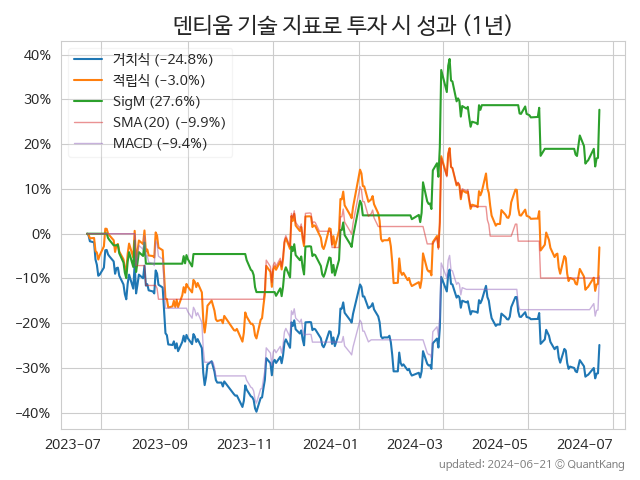 덴티움 기술 지표로 투자 시 성과 (1년)
거치식 (−24.8%)
적립식 (−3.0%)
SigM (27.6%)
SMA(20) (−9.9%)
MACD (−9.4%)
40%
30%
20%
10%
0%
−10%
−20%
−30%
−40%
2023-07 2023-09 2023-11 2024-01 2024-03 2024-05 2024-07
updated: 2024-06-21 © QuantKang